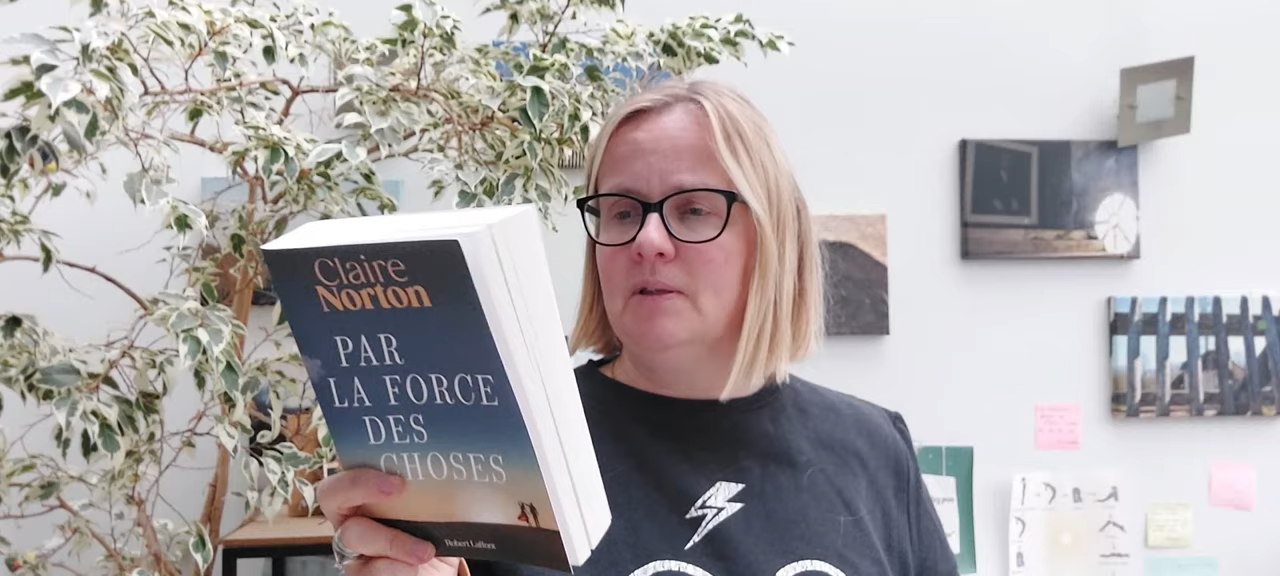 Claire
Norton
PAR
LA FORCE
DES
CHOSES
Robert Laffont